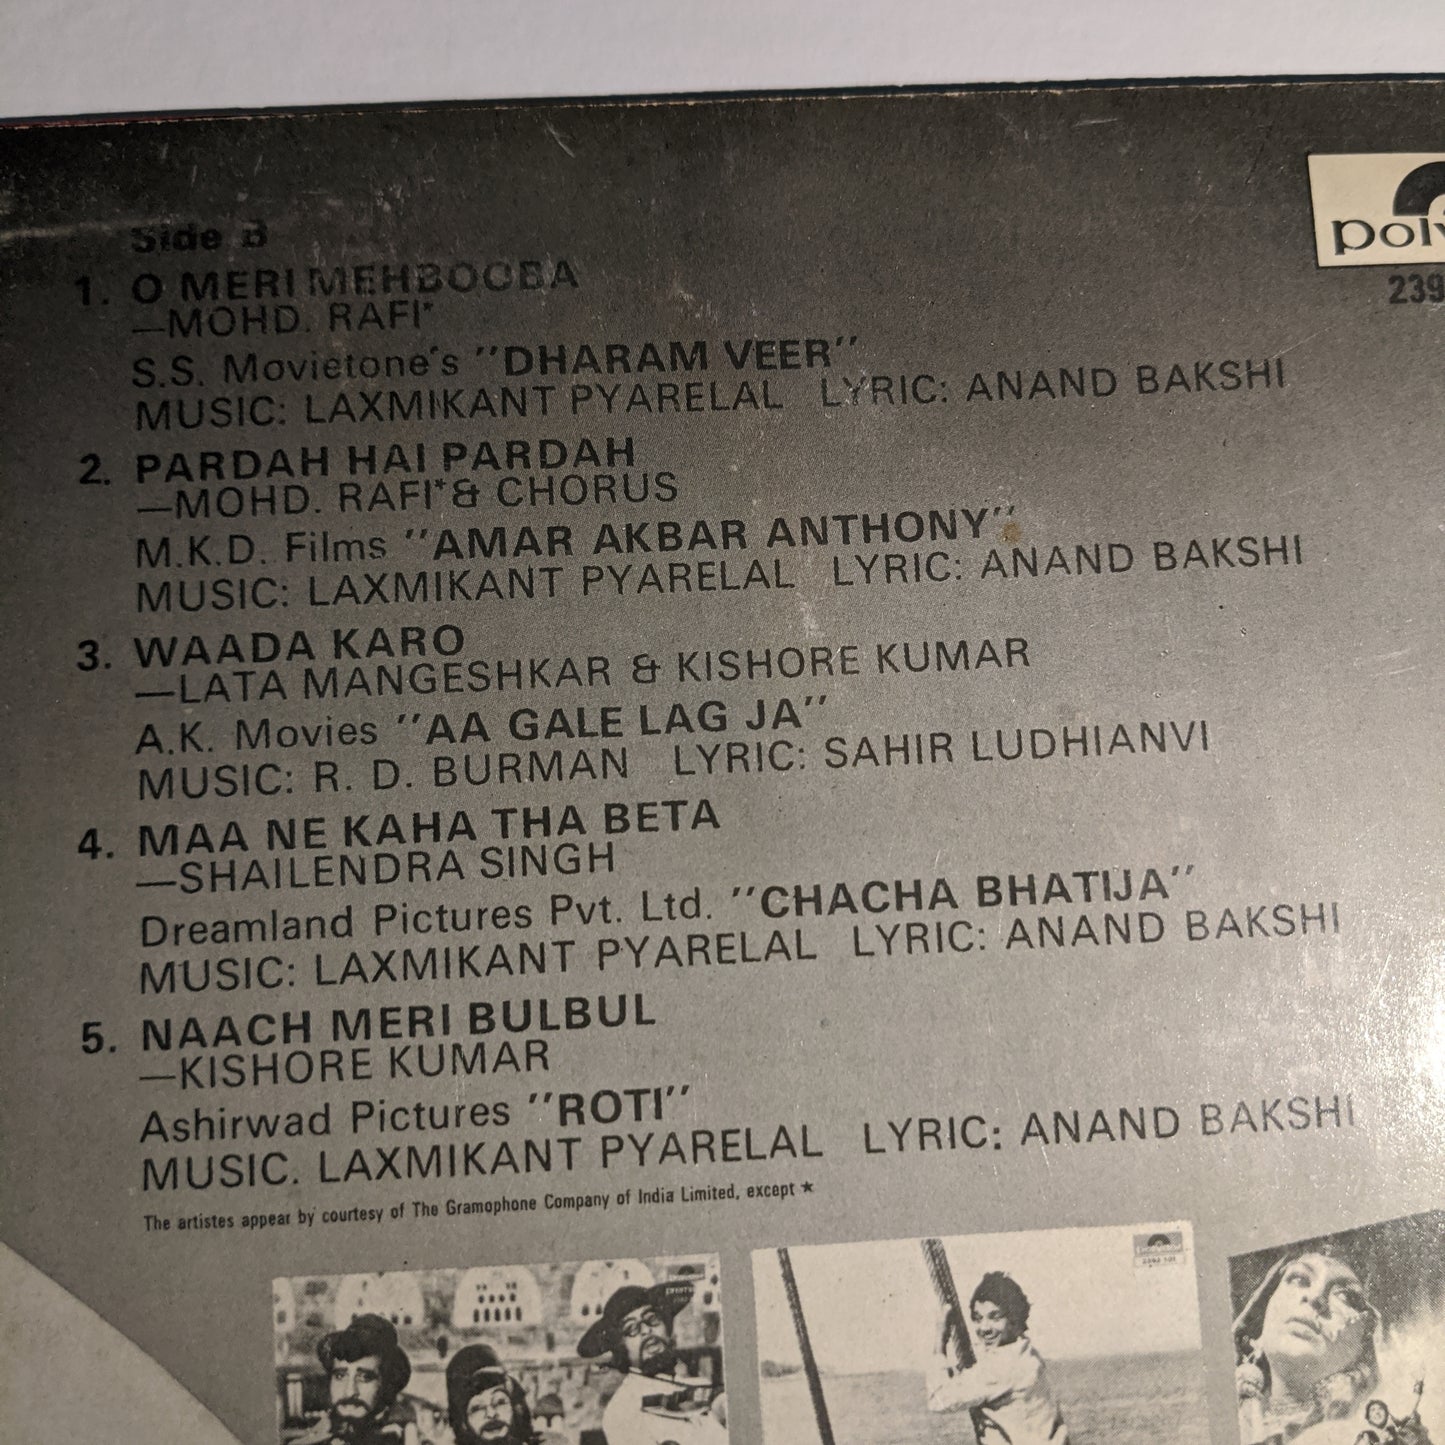 Side B
1. O MERI MEHBOOBA
—MOHD. RAFI*
S.S. Movietone's "DHARAM VEER"
MUSIC: LAXMIKANT PYARELAL LYRIC: ANAND BAKSHI
2. PARDAH HAI PARDAH
—MOHD. RAFI* & CHORUS
M.K.D. Films "AMAR AKBAR ANTHONY"
MUSIC: LAXMIKANT PYARELAL LYRIC: ANAND BAKSHI
3. WAADA KARO
—LATA MANGESHKAR & KISHORE KUMAR
A.K. Movies "AA GALE LAG JA"
MUSIC: R. D. BURMAN LYRIC: SAHIR LUDHIANVI
4. MAA NE KAHA THA BETA
—SHAILENDRA SINGH
Dreamland Pictures Pvt. Ltd. "CHACHA BHATIJA"
MUSIC: LAXMIKANT PYARELAL LYRIC: ANAND BAKSHI
5. NAACH MERI BULBUL
—KISHORE KUMAR
Ashirwad Pictures "ROTI"
MUSIC. LAXMIKANT PYARELAL LYRIC: ANAND BAKSHI
The artistes appear by courtesy of The Gramophone Company of India Limited, except ★
239